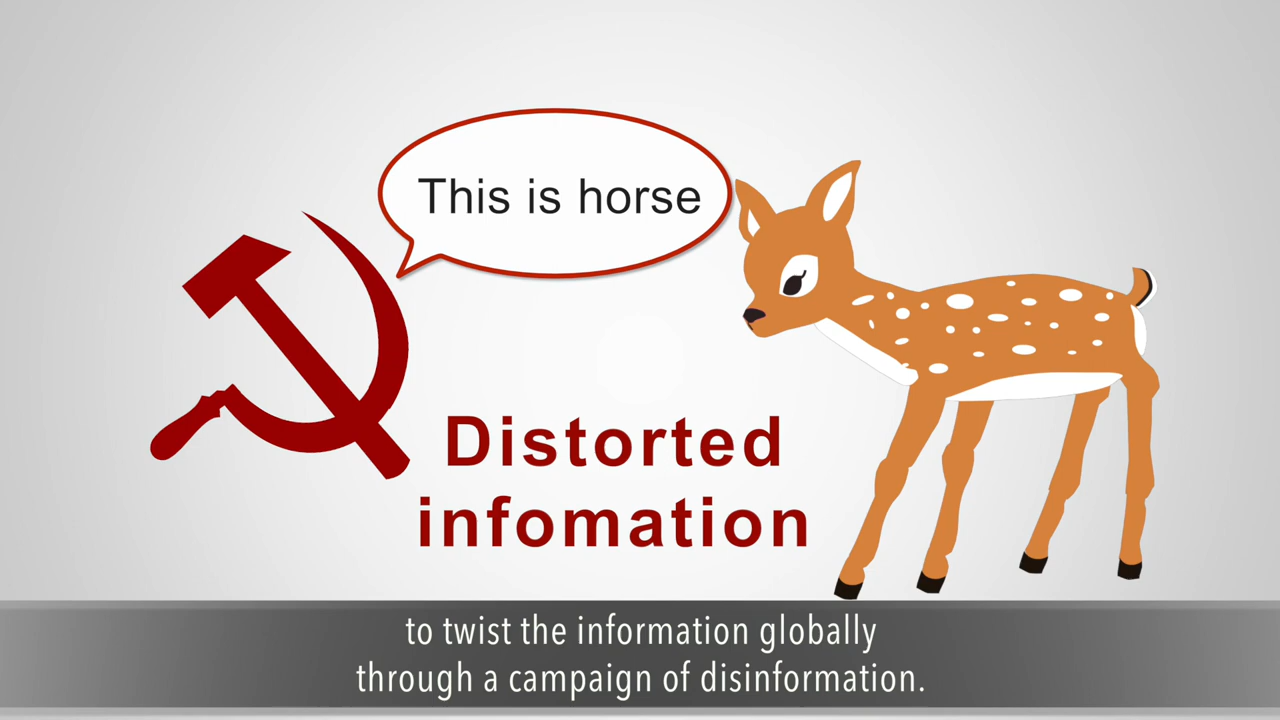 This is horse
Distorted
infomation
to twist the information globally
through a campaign of disinformation.